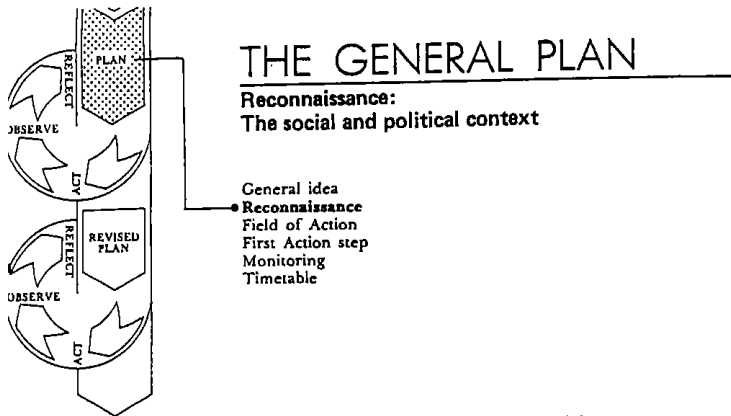 THE GENERAL PLAN
Reconnaissance:
The social and political context
PLAN
REFLECT
OBSERVE
ACT
General idea
Reconnaissance
Field of Action
First Action step
Monitoring
Timetable
REVISED
PLAN
REFLECT
OBSERVE
ACT